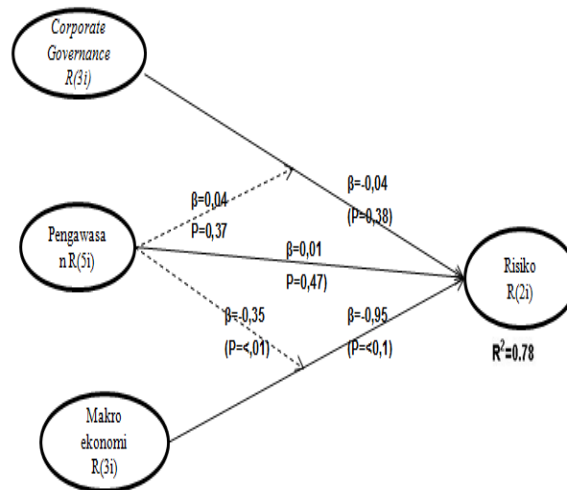 Corporate
Governance
R(3i)
β=-0,04
(P=0,38)
β=0,04
P=0,37
Pengawasa
n R(5i)
β=0,01
P=0,47)
Risiko
R(2i)
R²=0.78
β=-0,35
(P=<,01)
β=-0,95
(P=<0,1)
Makro
ekonomi
R(3i)